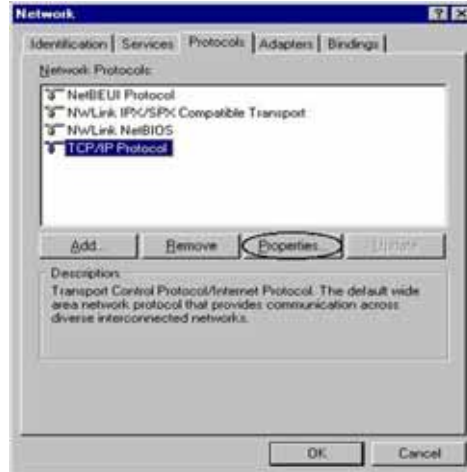 Network
Identification Services Protocols Adapters Bindings
Network Protocols:
NetBEUI Protocol
NWLink IPX/SPX Compatible Transport
NWLink NetBIOS
TCP/IP Protocol
Add... Remove Properties... Update
Description:
Transport Control Protocol/Internet Protocol. The default wide
area network protocol that provides communication across
diverse interconnected networks.
OK Cancel